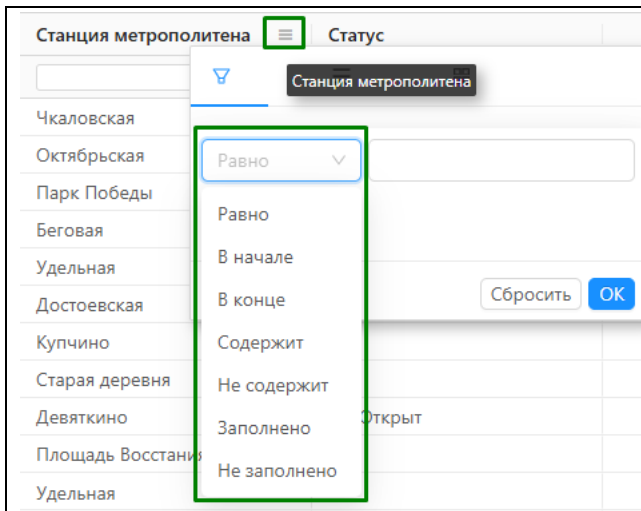 Станция метрополитена
Статус
Станция метрополитена
Чкаловская
Октябрьская
Равно
Парк Победы
Равно
Беговая
В начале
Удельная
В конце
Сбросить
OK
Достоевская
Купчино
Содержит
Старая деревня
Не содержит
Девяткино
Открыт
Заполнено
Площадь Восстания
Не заполнено
Удельная